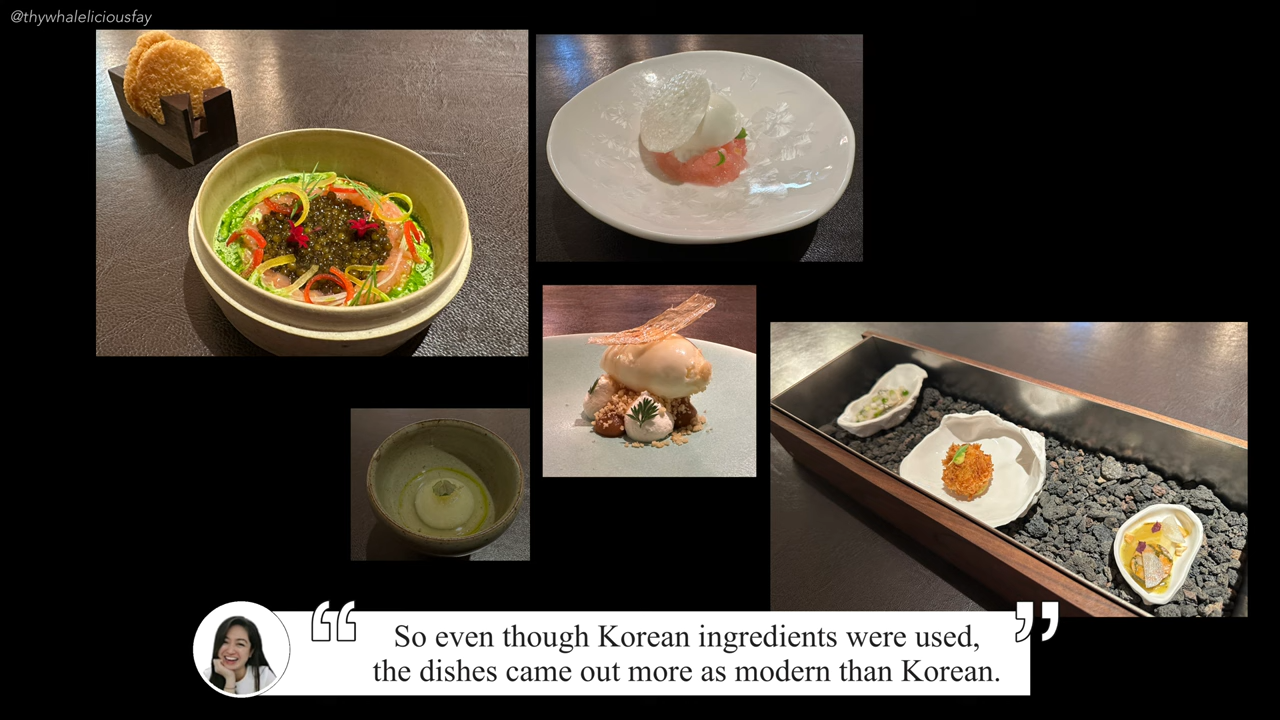 @thywhaleliciousfay
“ So even though Korean ingredients were used, ”
the dishes came out more as modern than Korean.